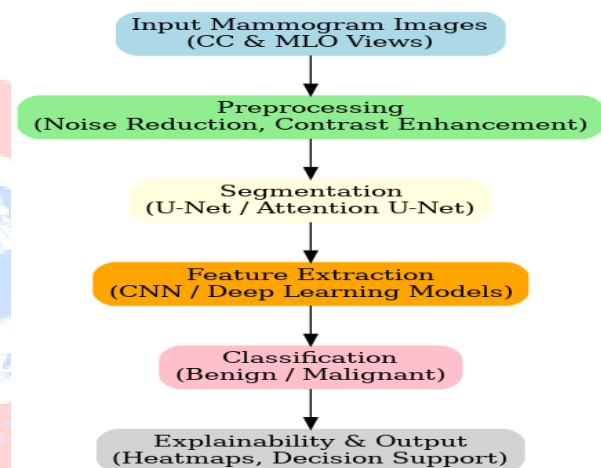 Input Mammogram Images
(CC & MLO Views)
Preprocessing
(Noise Reduction, Contrast Enhancement)
Segmentation
(U-Net / Attention U-Net)
Feature Extraction
(CNN / Deep Learning Models)
Classification
(Benign / Malignant)
Explainability & Output
(Heatmaps, Decision Support)